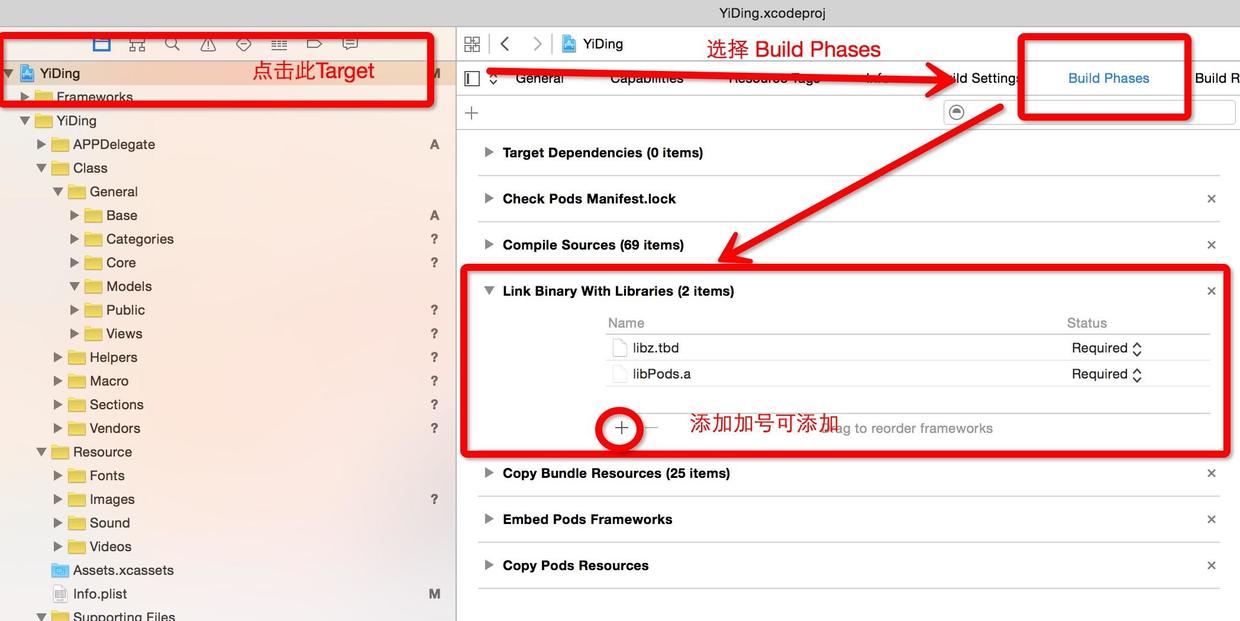 YiDing.xcodeproj
YiDing
选择 Build Phases
点击此Target
YiDing
M
General
Capabilities
Resource Tags
Info
Build Settings
Build Phases
Build R
Frameworks
YiDing
APPDelegate A
Class
General
Base A
Categories ?
Core ?
Models
Public ?
Views ?
Helpers ?
Macro ?
Sections ?
Vendors ?
Resource
Fonts
Images ?
Sound
Videos
Assets.xcassets
Info.plist M
Supporting Files
Target Dependencies (0 items)
Check Pods Manifest.lock
Compile Sources (69 items)
Link Binary With Libraries (2 items)
Name Status
libz.tbd Required
libPods.a Required
添加加号可添加
Drag to reorder frameworks
Copy Bundle Resources (25 items)
Embed Pods Frameworks
Copy Pods Resources